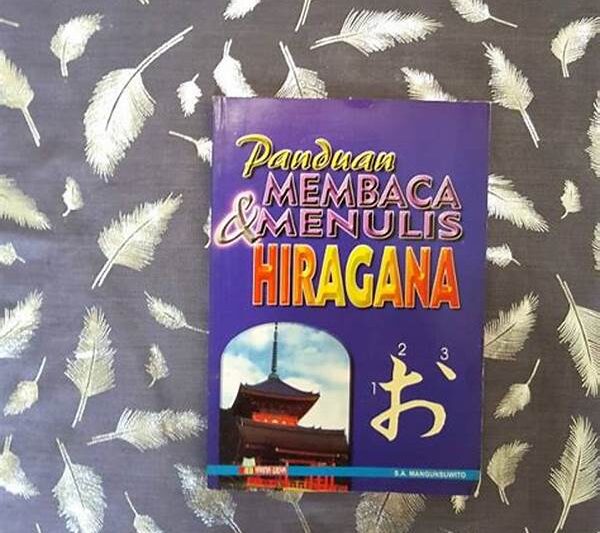 Panduan
MEMBACA
& MENULIS
HIRAGANA
2 3
1
お
S.A. MANGUNSUWITO